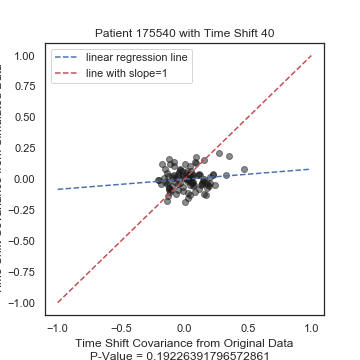 Patient 175540 with Time Shift 40
linear regression line
line with slope=1
1.00
0.75
0.50
0.25
0.00
−0.25
−0.50
−0.75
−1.00
−1.0
−0.5
0.0
0.5
1.0
Time Shift Covariance from Original Data
P-Value = 0.19226391796572861